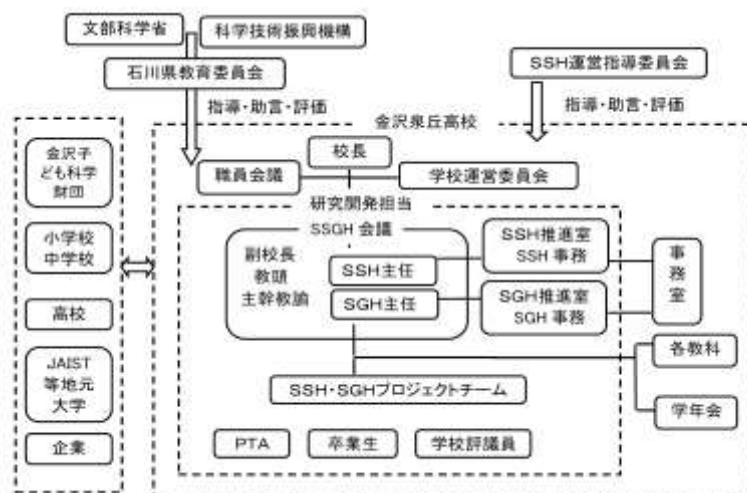 文部科学省
科学技術振興機構
石川県教育委員会
SSH運営指導委員会
指導・助言・評価
指導・助言・評価
金沢泉丘高校
校長
職員会議
学校運営委員会
金沢子
ども科学
財団
小学校
中学校
高校
JAIST
等地元
大学
企業
研究開発担当
SSGH 会議
副校長
教頭
主幹教諭
SSH主任
SGH主任
SSH推進室
SSH 事務
SGH推進室
SGH 事務
事
務
室
各教科
学年会
SSH・SGHプロジェクトチーム
PTA
卒業生
学校評議員